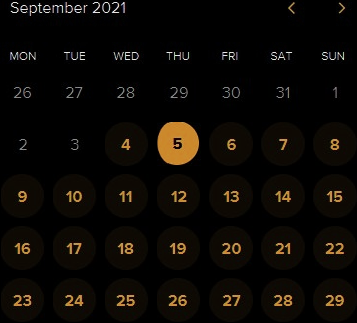 September 2021
MON TUE WED THU FRI SAT SUN
26 27 28 29 30 31 1
2 3 4 5 6 7 8
9 10 11 12 13 14 15
16 17 18 19 20 21 22
23 24 25 26 27 28 29